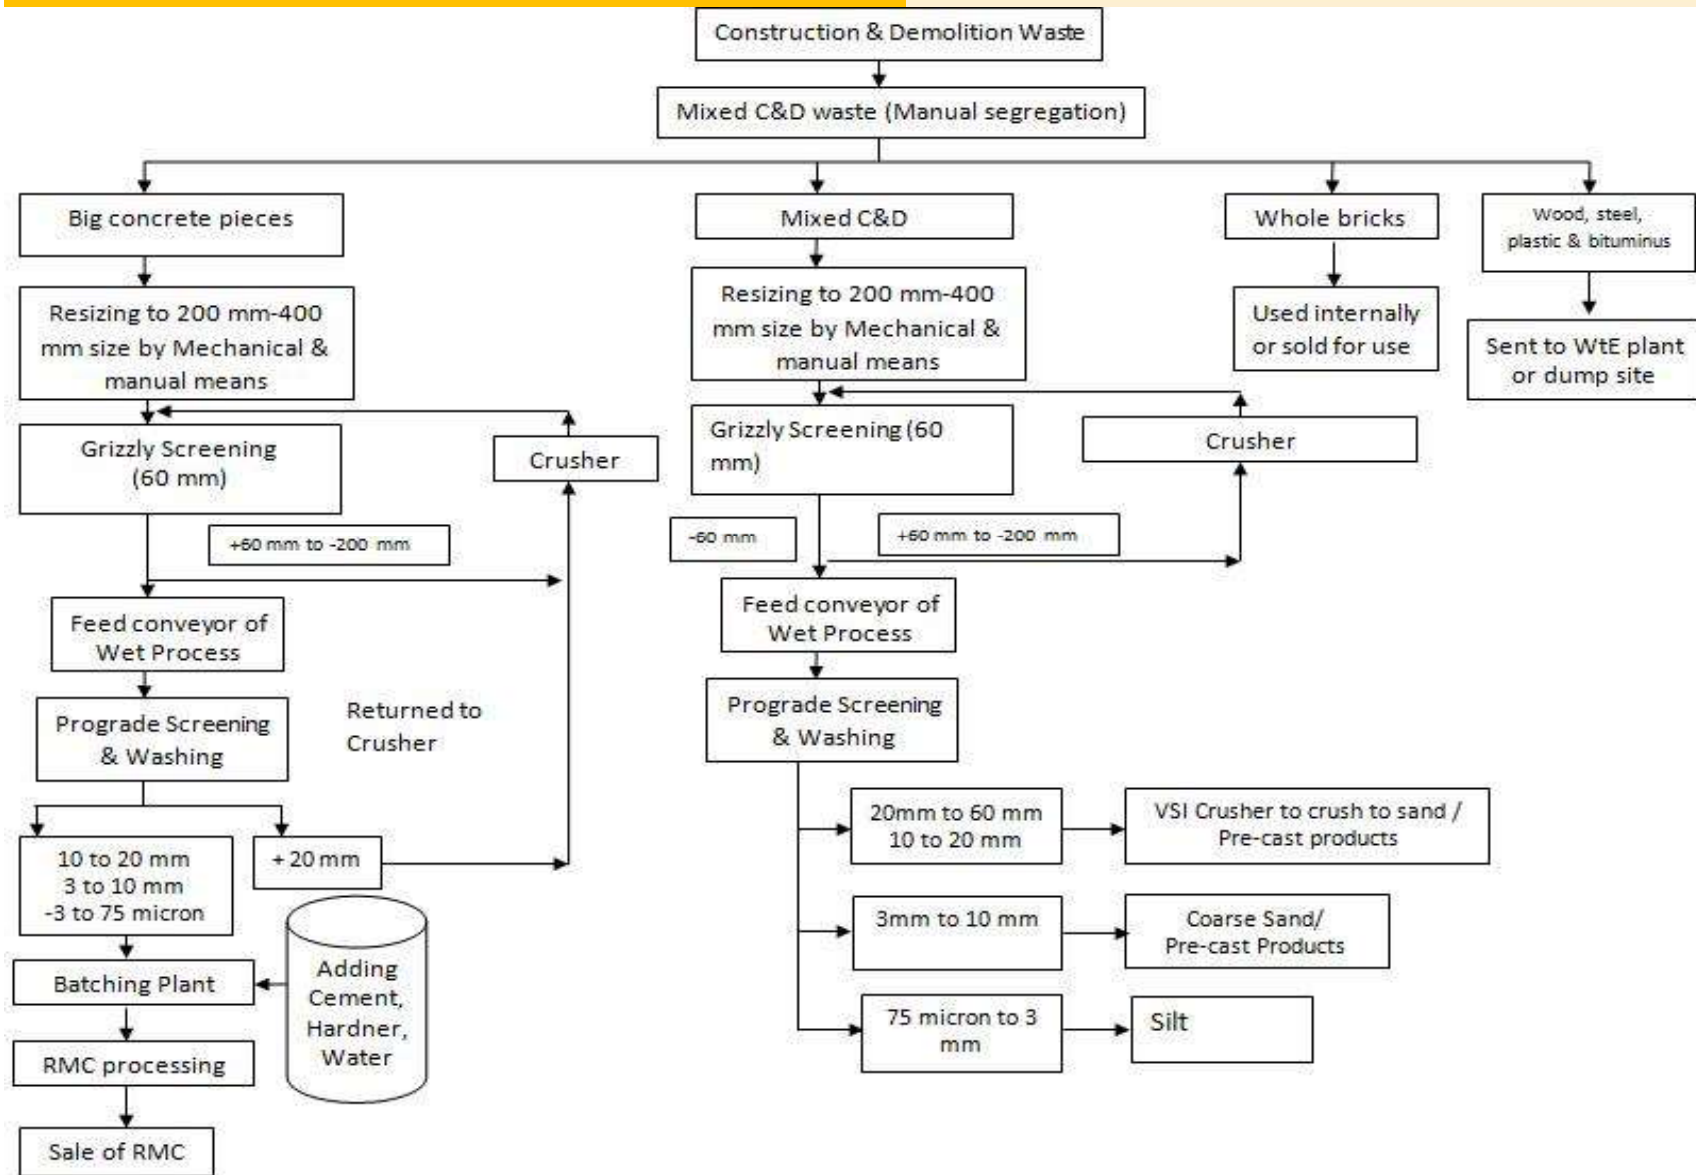 Construction & Demolition Waste
Mixed C&D waste (Manual segregation)
Big concrete pieces
Mixed C&D
Whole bricks
Wood, steel,
plastic & bituminus
Resizing to 200 mm-400
mm size by Mechanical &
manual means
Resizing to 200 mm-400
mm size by Mechanical &
manual means
Used internally
or sold for use
Sent to WtE plant
or dump site
Grizzly Screening
(60 mm)
Crusher
Grizzly Screening (60
mm)
Crusher
+60 mm to -200 mm
-60 mm
+60 mm to -200 mm
Feed conveyor of
Wet Process
Feed conveyor of
Wet Process
Prograde Screening
& Washing
Returned to
Crusher
Prograde Screening
& Washing
10 to 20 mm
3 to 10 mm
-3 to 75 micron
+ 20 mm
20mm to 60 mm
10 to 20 mm
VSI Crusher to crush to sand /
Pre-cast products
3mm to 10 mm
Coarse Sand/
Pre-cast Products
Batching Plant
Adding
Cement,
Hardner,
Water
75 micron to 3
mm
Silt
RMC processing
Sale of RMC